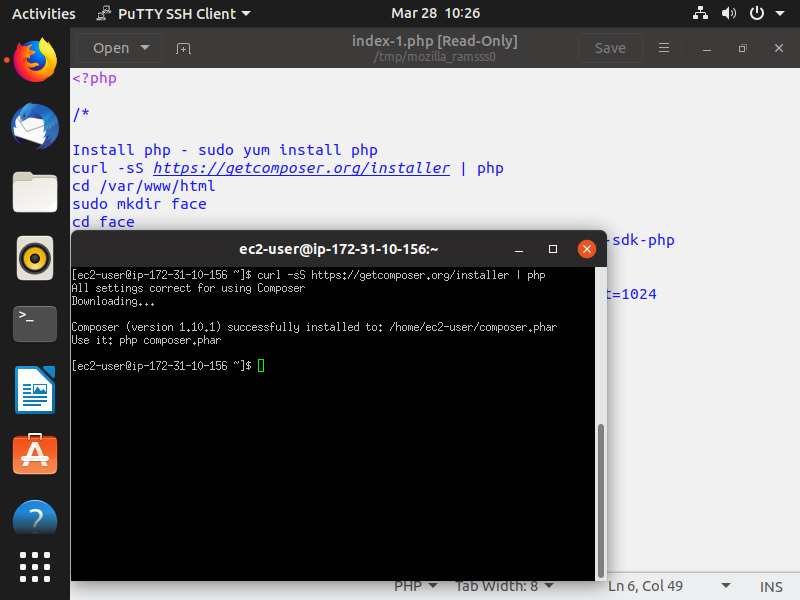 Activities PuTTY SSH Client Mar 28 10:26
Open index-1.php [Read-Only] Save
/tmp/mozilla_ramsss0
<?php
/*
Install php - sudo yum install php
curl -sS https://getcomposer.org/installer | php
cd /var/www/html
sudo mkdir face
cd face
-sdk-php
t=1024
ec2-user@ip-172-31-10-156:~
[ec2-user@ip-172-31-10-156 ~]$ curl -sS https://getcomposer.org/installer | php
All settings correct for using Composer
Downloading...
Composer (version 1.10.1) successfully installed to: /home/ec2-user/composer.phar
Use it: php composer.phar
[ec2-user@ip-172-31-10-156 ~]$
PHP Tab Width: 8 Ln 6, Col 49 INS